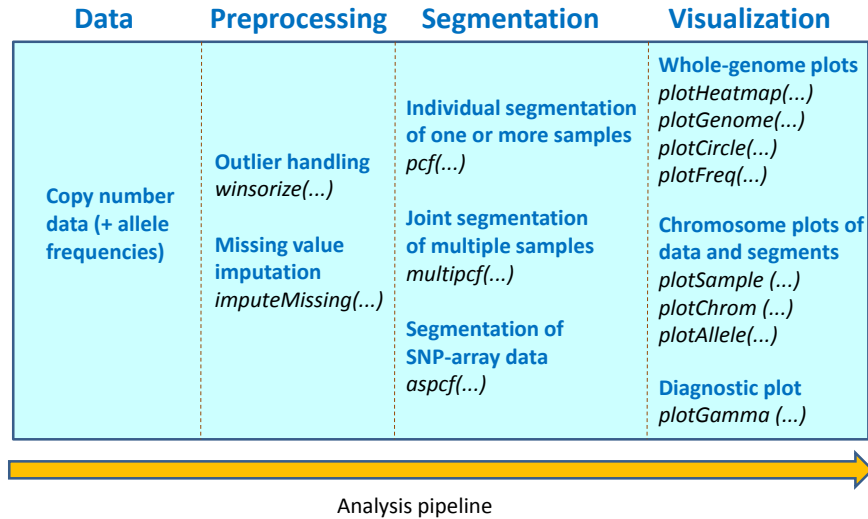 Data
Preprocessing
Segmentation
Visualization
Copy number
data (+ allele
frequencies)
Outlier handling
winsorize(...)
Missing value
imputation
imputeMissing(...)
Individual segmentation
of one or more samples
pcf(...)
Joint segmentation
of multiple samples
multipcf(...)
Segmentation of
SNP-array data
aspcf(...)
Whole-genome plots
plotHeatmap(...)
plotGenome(...)
plotCircle(...)
plotFreq(...)
Chromosome plots of
data and segments
plotSample (...)
plotChrom (...)
plotAllele(...)
Diagnostic plot
plotGamma (...)
Analysis pipeline